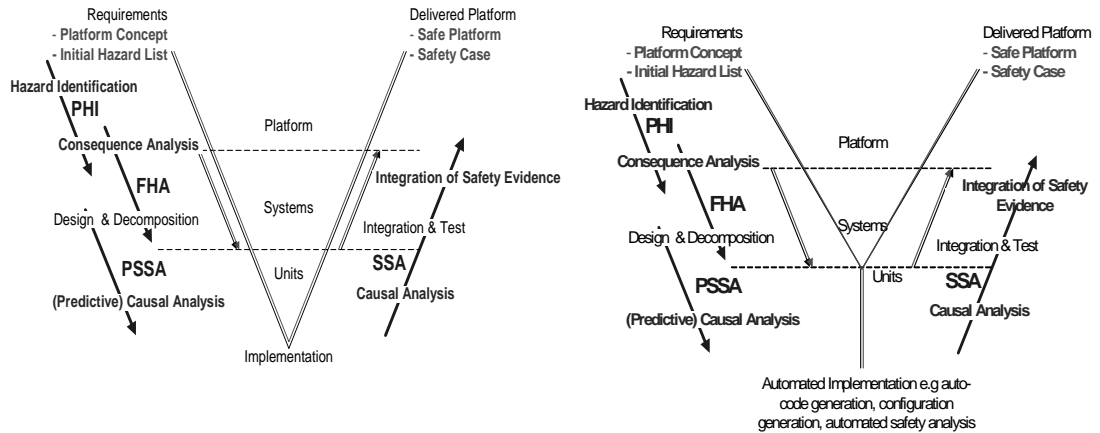 Requirements
- Platform Concept
- Initial Hazard List
Delivered Platform
- Safe Platform
- Safety Case
Hazard Identification
PHI
Platform
Consequence Analysis
FHA
Integration of Safety Evidence
Systems
Design & Decomposition
Integration & Test
PSSA
Units
SSA
(Predictive) Causal Analysis
Causal Analysis
Implementation
Requirements
- Platform Concept
- Initial Hazard List
Delivered Platform
- Safe Platform
- Safety Case
Hazard Identification
PHI
Platform
Consequence Analysis
FHA
Integration of Safety
Evidence
Systems
Design & Decomposition
Integration & Test
PSSA
Units
SSA
(Predictive) Causal Analysis
Causal Analysis
Automated Implementation e.g auto-
code generation, configuration
generation, automated safety analysis